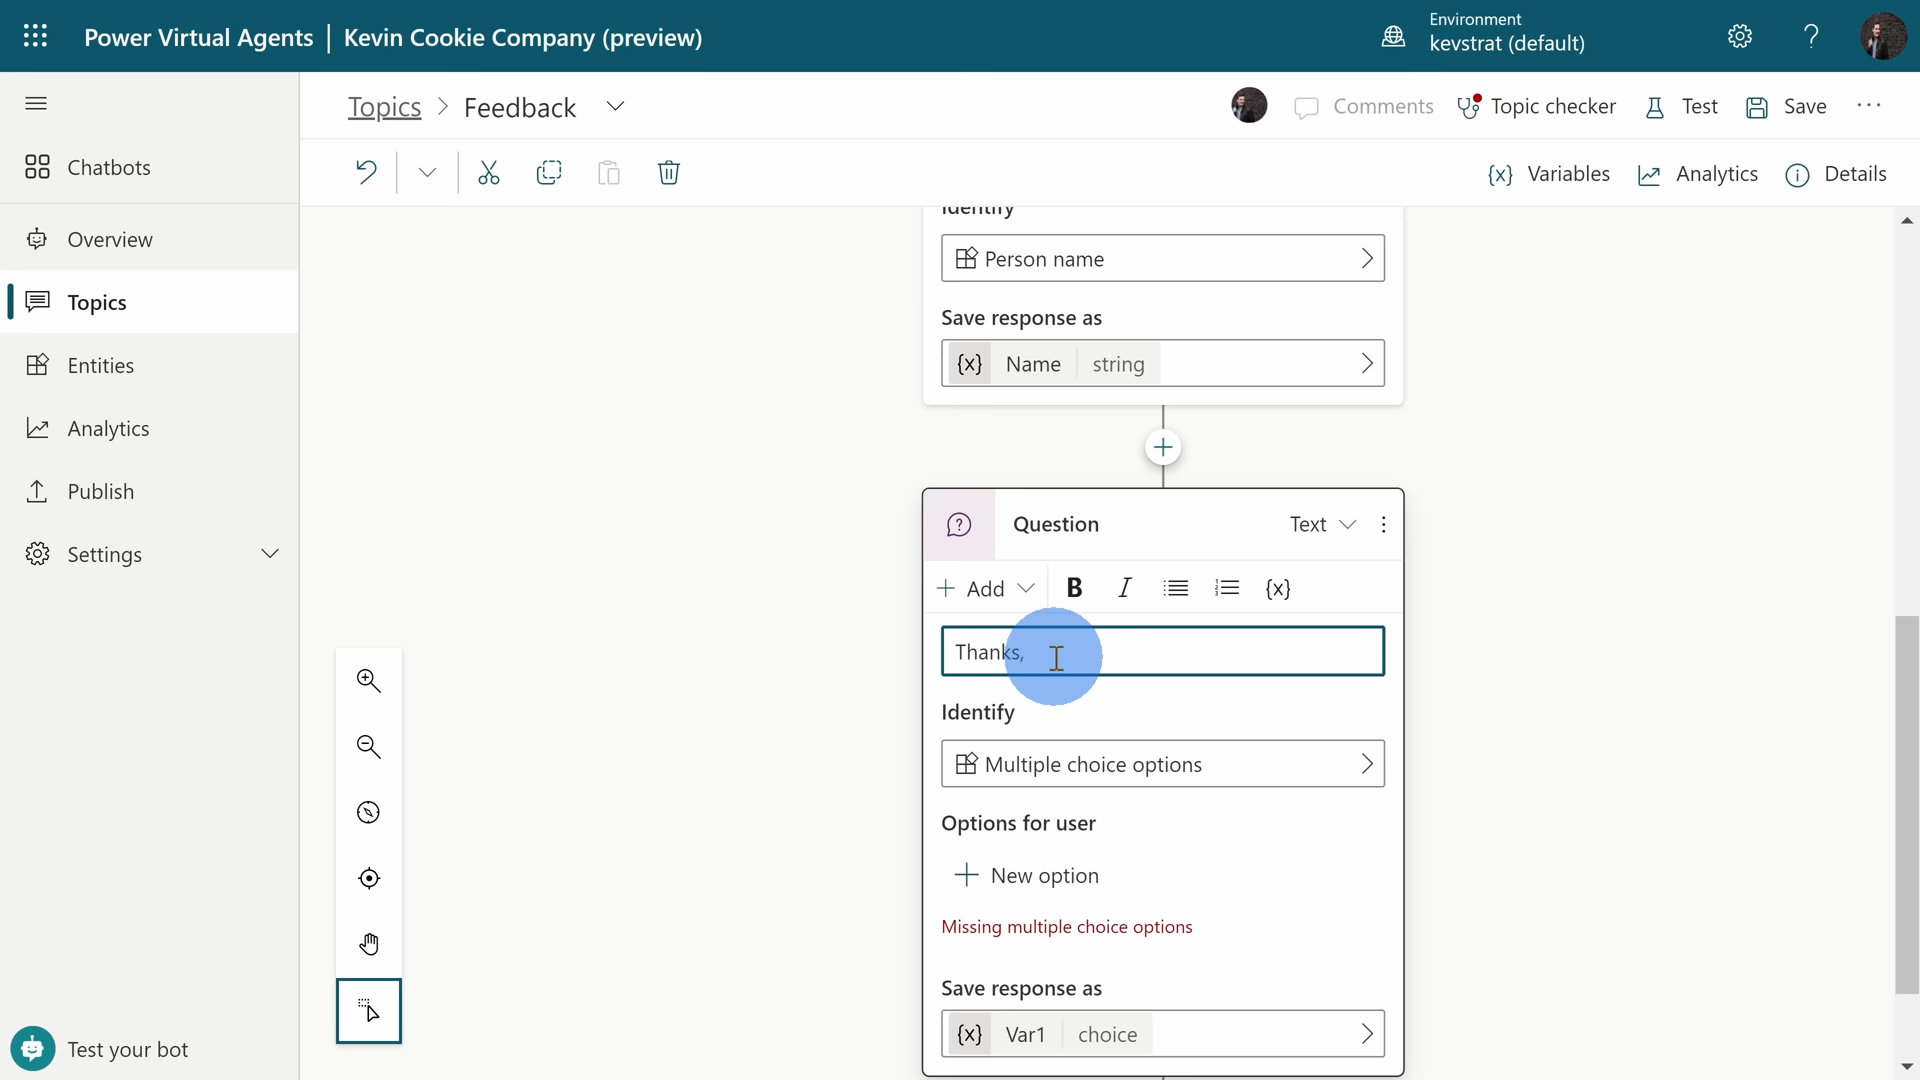 Power Virtual Agents | Kevin Cookie Company (preview)
Environment
kevstrat (default)
?
Topics > Feedback
Comments
Topic checker
Test
Save
...
Chatbots
{x} Variables
Analytics
Details
Overview
Topics
Entities
Analytics
Publish
Settings
Test your bot
Identify
Person name
Save response as
{x} Name string
Question
Text
+ Add
B
I
{x}
Thanks,
Identify
Multiple choice options
Options for user
+ New option
Missing multiple choice options
Save response as
{x} Var1 choice